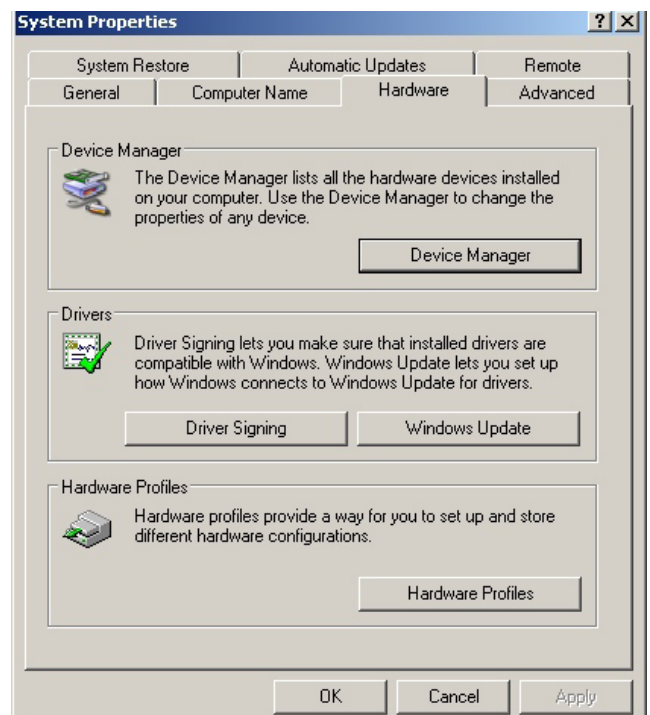 System Properties
? X
System Restore Automatic Updates Remote
General Computer Name Hardware Advanced
Device Manager
The Device Manager lists all the hardware devices installed
on your computer. Use the Device Manager to change the
properties of any device.
Device Manager
Drivers
Driver Signing lets you make sure that installed drivers are
compatible with Windows. Windows Update lets you set up
how Windows connects to Windows Update for drivers.
Driver Signing Windows Update
Hardware Profiles
Hardware profiles provide a way for you to set up and store
different hardware configurations.
Hardware Profiles
OK Cancel Apply